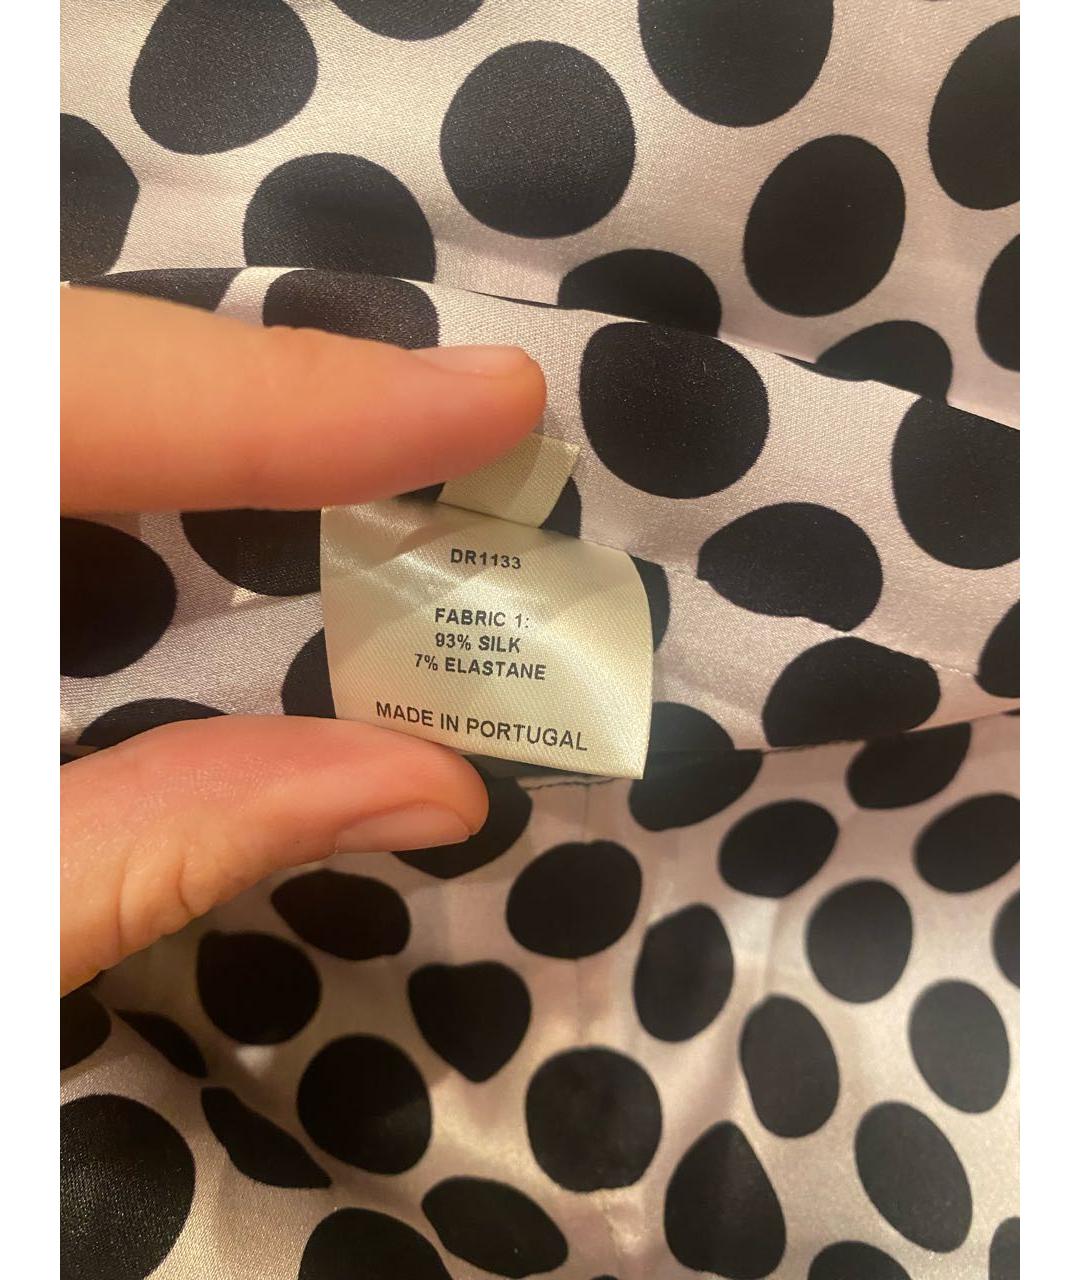 DR1133
FABRIC 1:
93% SILK
7% ELASTANE
MADE IN PORTUGAL